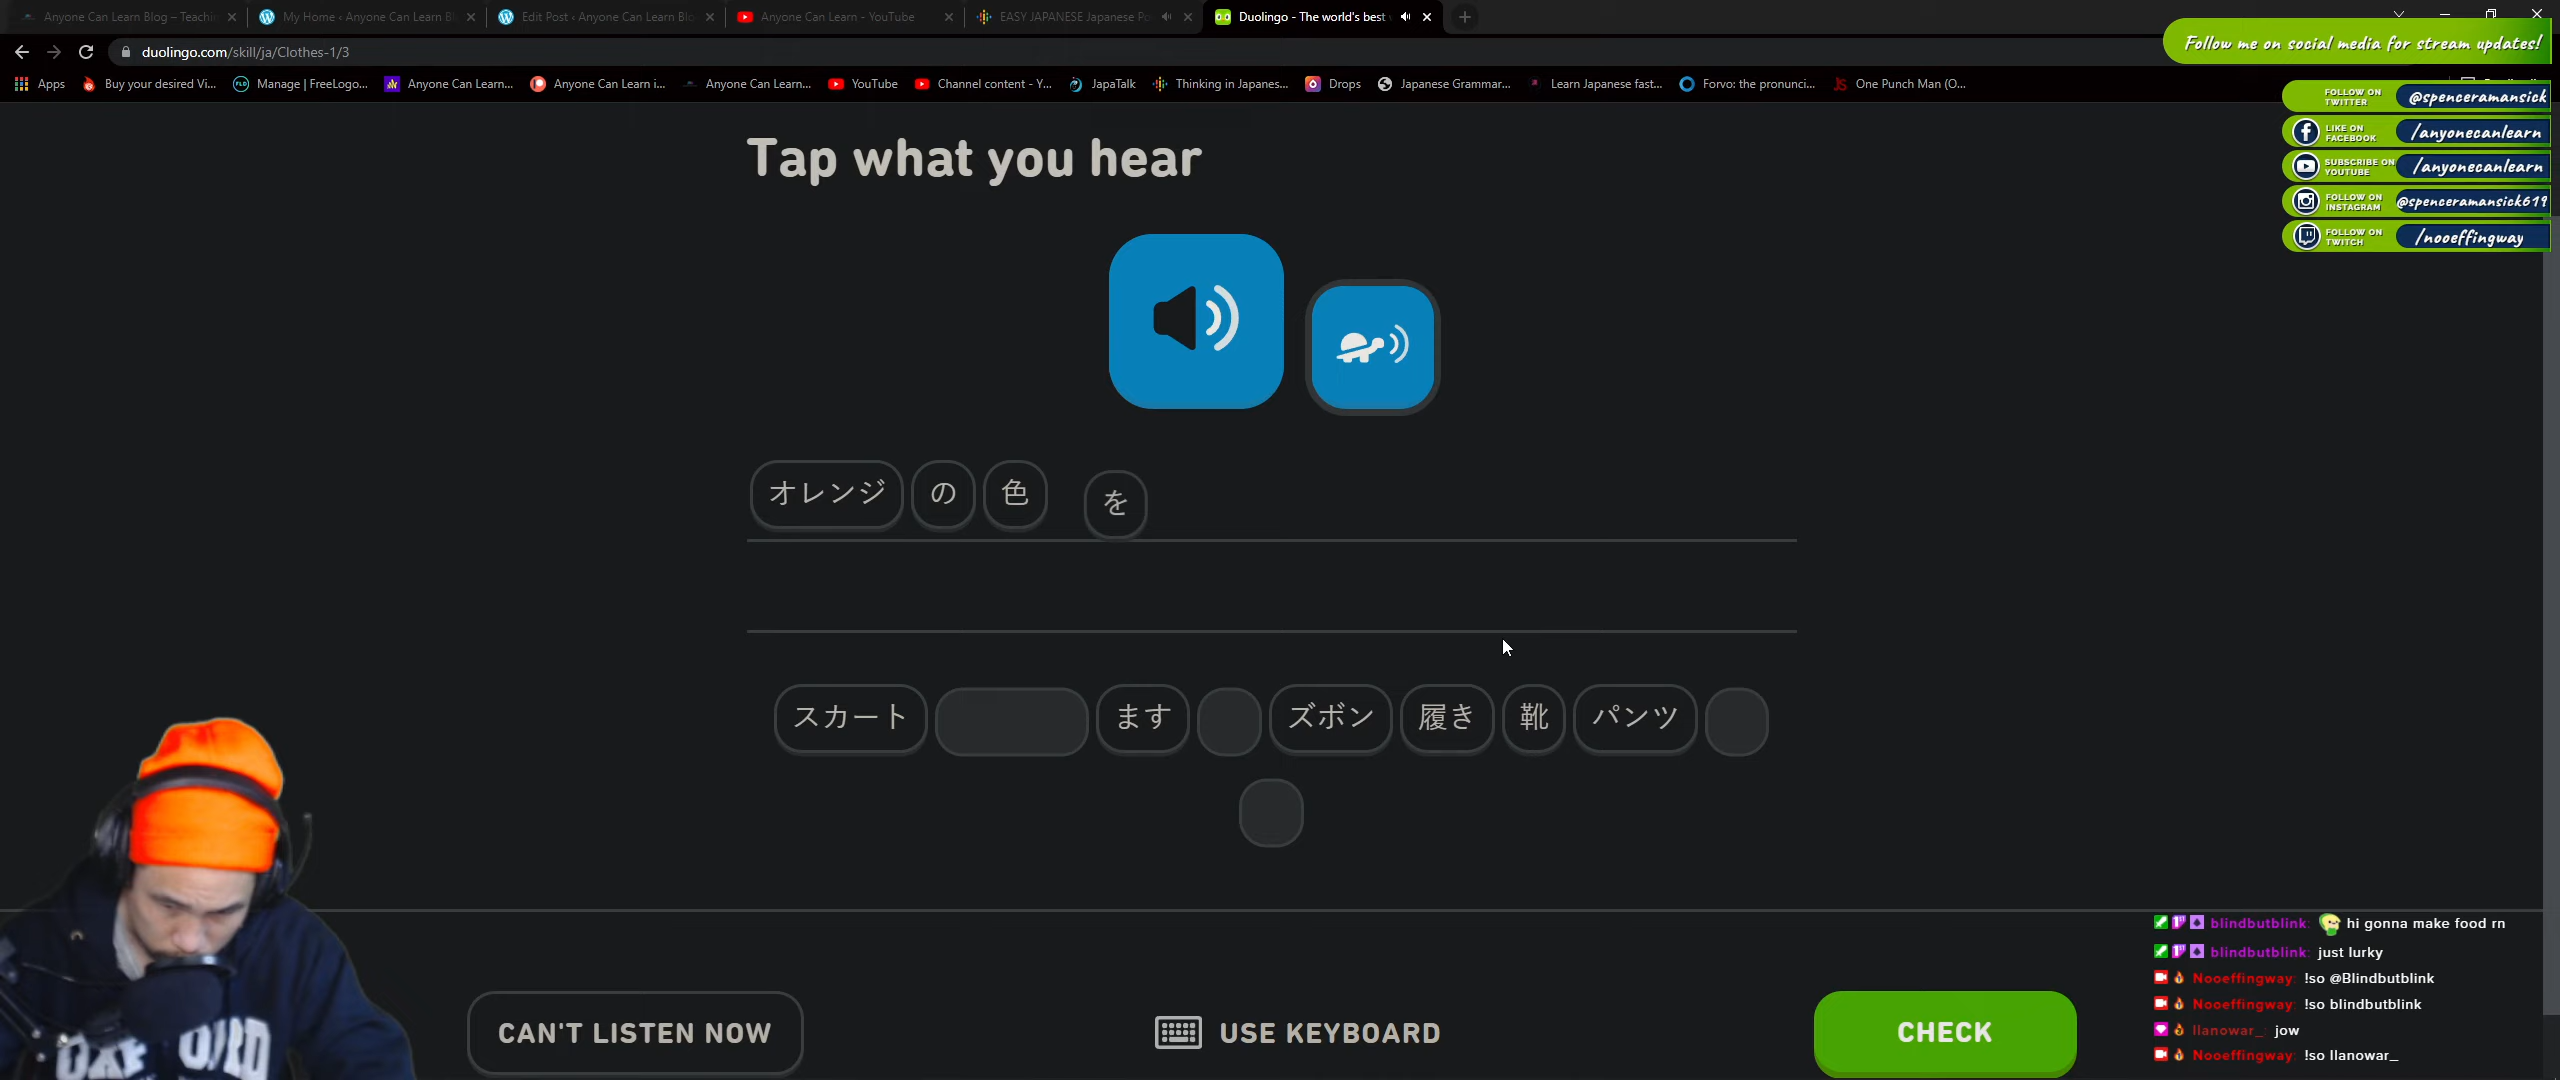 Anyone Can Learn Blog – Teachi
My Home ‹ Anyone Can Learn Bl
Edit Post ‹ Anyone Can Learn Blo
Anyone Can Learn - YouTube
EASY JAPANESE Japanese Po
Duolingo - The world's best
duolingo.com/skill/ja/Clothes-1/3
Apps
Buy your desired Vi...
Manage | FreeLogo...
Anyone Can Learn...
Anyone Can Learn i...
Anyone Can Learn...
YouTube
Channel content - Y...
JapaTalk
Thinking in Japanes...
Drops
Japanese Grammar...
Learn Japanese fast...
Forvo: the pronunci...
One Punch Man (O...
Follow me on social media for stream updates!
FOLLOW ON TWITTER @spenceramansick
LIKE ON FACEBOOK /anyonecanlearn
SUBSCRIBE ON YOUTUBE /anyonecanlearn
FOLLOW ON INSTAGRAM @spenceramansick619
FOLLOW ON TWITCH /nooeffingway
Tap what you hear
オレンジ の 色 を
スカート ます ズボン 履き 靴 パンツ
CAN'T LISTEN NOW
USE KEYBOARD
CHECK
blindbutblink: hi gonna make food rn
blindbutblink: just lurky
Nooeffingway: !so @Blindbutblink
Nooeffingway: !so blindbutblink
llanowar_: jow
Nooeffingway: !so llanowar_